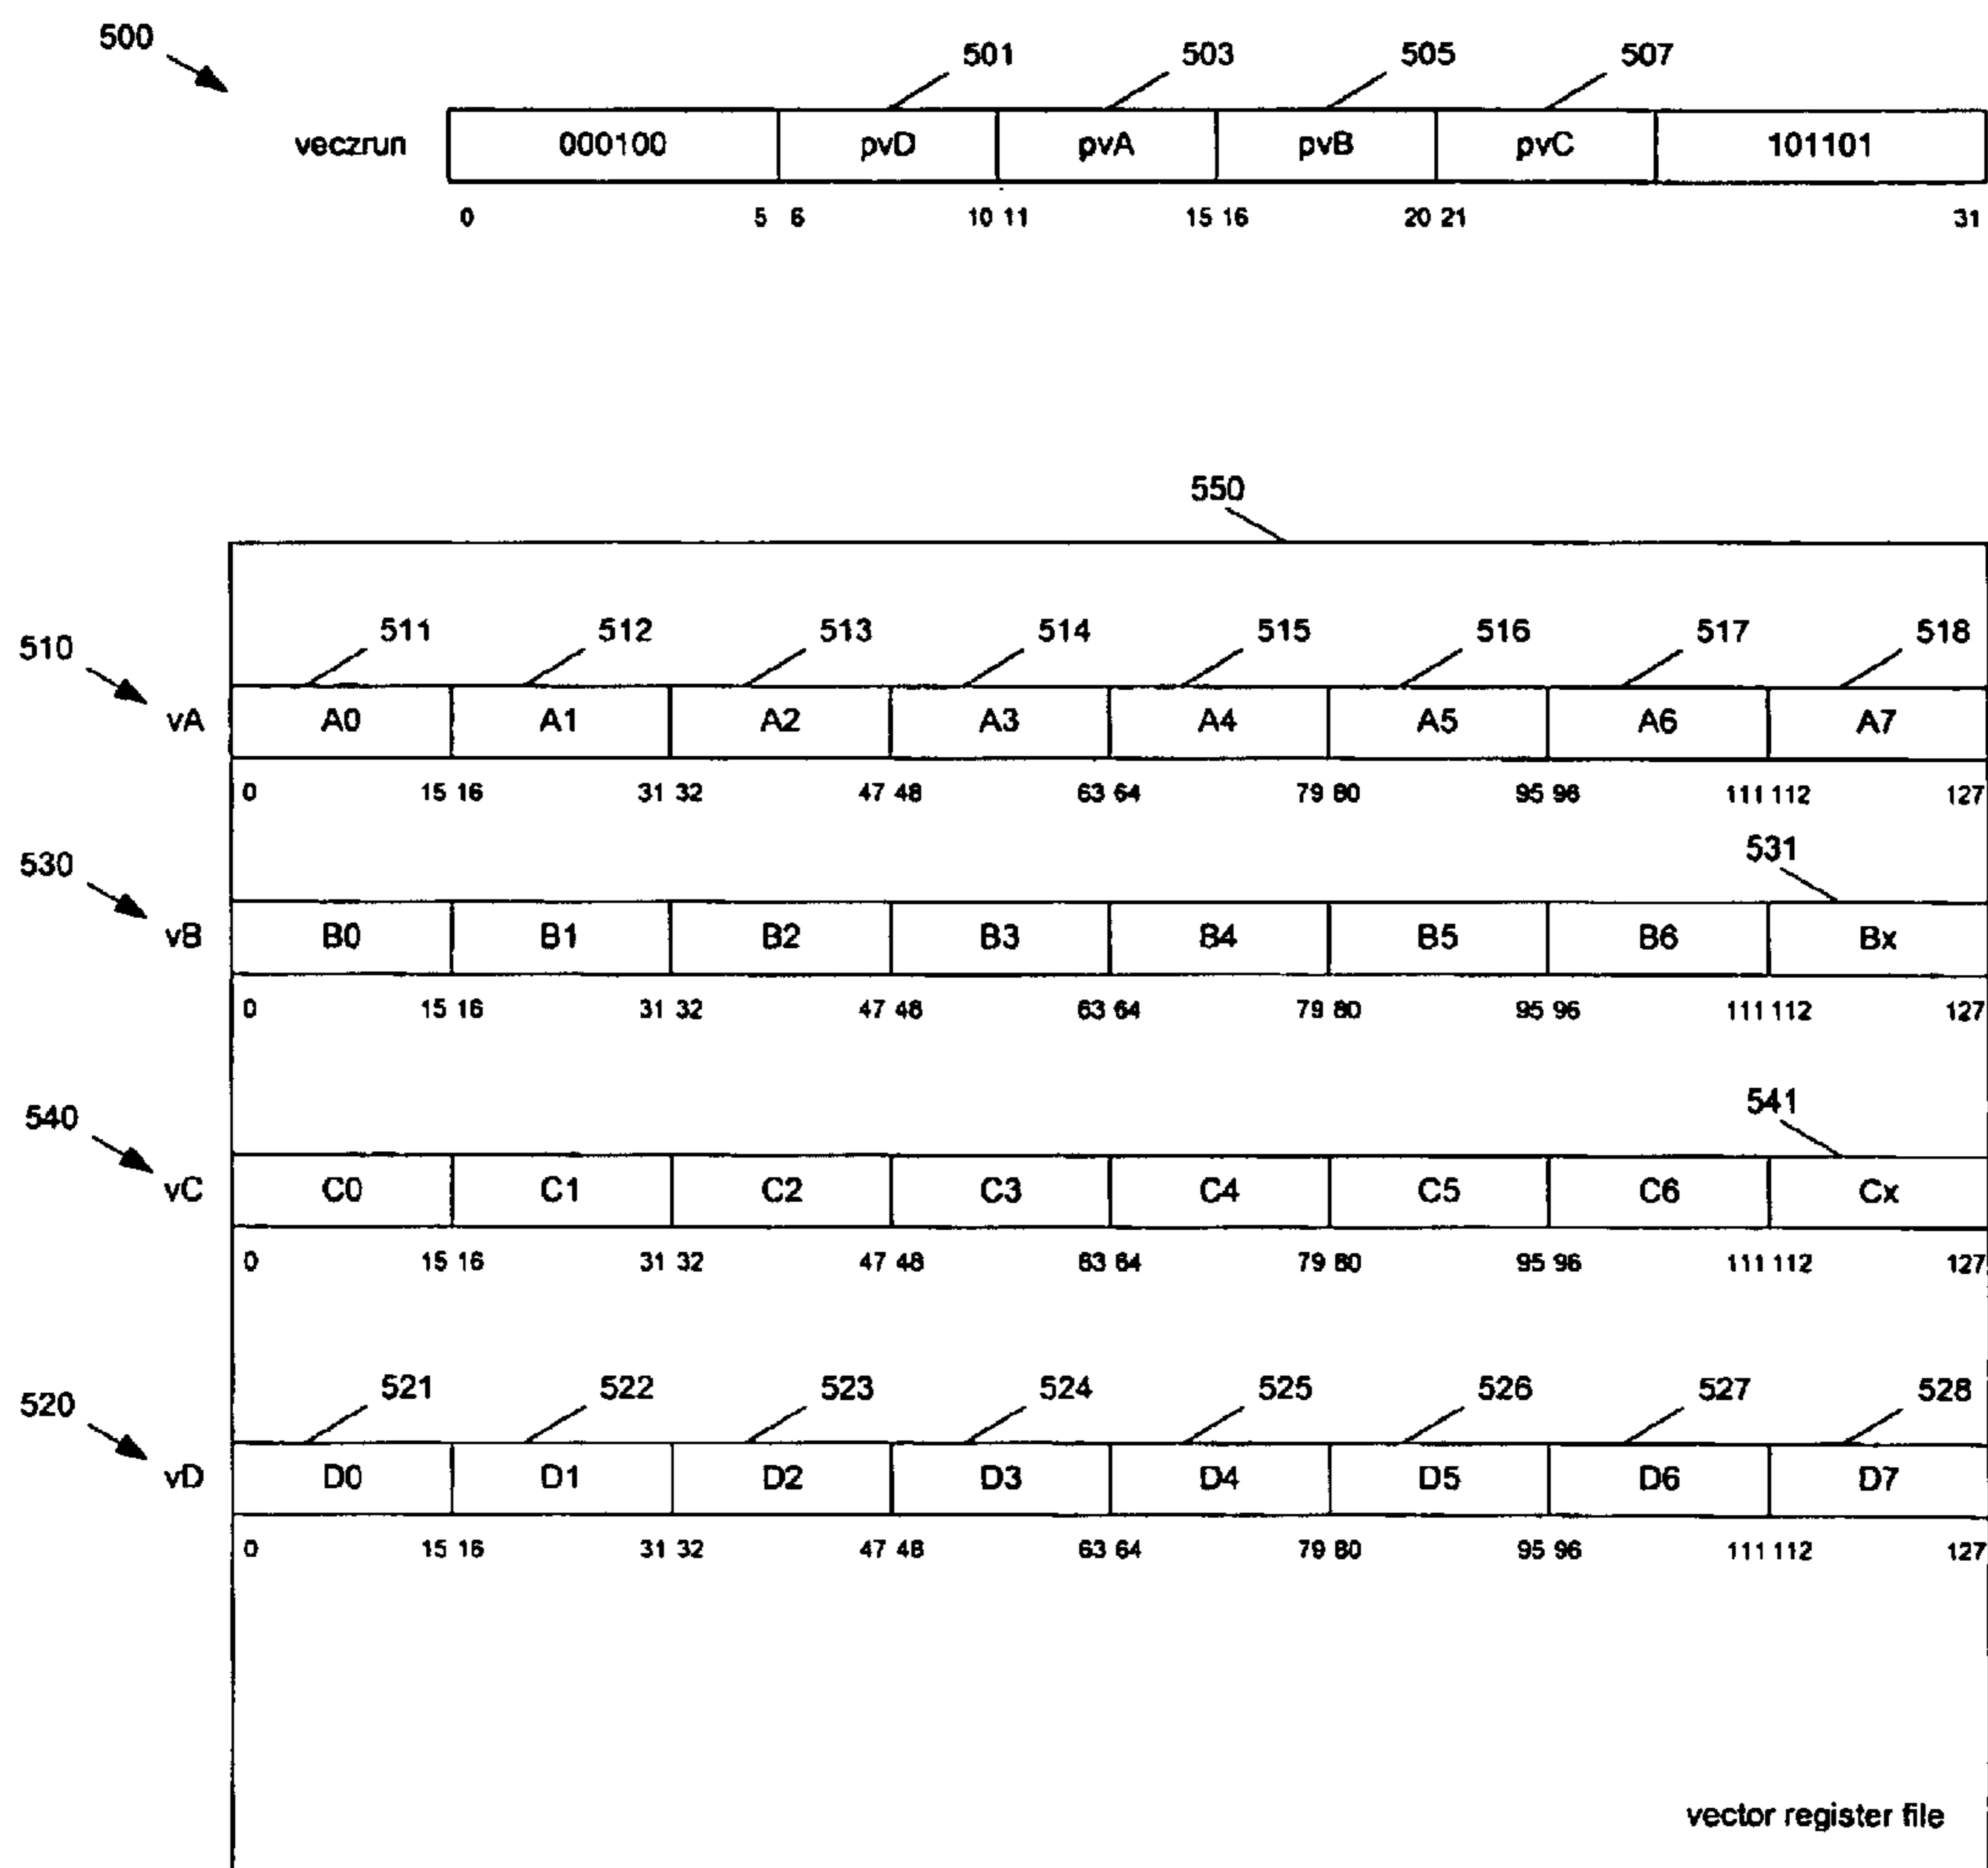 500
501 503 505 507
veczrun 000100 pvD pvA pvB pvC 101101
0 5 6 10 11 15 16 20 21 31
550
510 511 512 513 514 515 516 517 518
vA A0 A1 A2 A3 A4 A5 A6 A7
0 15 16 31 32 47 48 63 64 79 80 95 96 111 112 127
530 531
vB B0 B1 B2 B3 B4 B5 B6 Bx
0 15 16 31 32 47 48 63 64 79 80 95 96 111 112 127
540 541
vC C0 C1 C2 C3 C4 C5 C6 Cx
0 15 16 31 32 47 48 63 64 79 80 95 96 111 112 127
520 521 522 523 524 525 526 527 528
vD D0 D1 D2 D3 D4 D5 D6 D7
0 15 16 31 32 47 48 63 64 79 80 95 96 111 112 127
vector register file